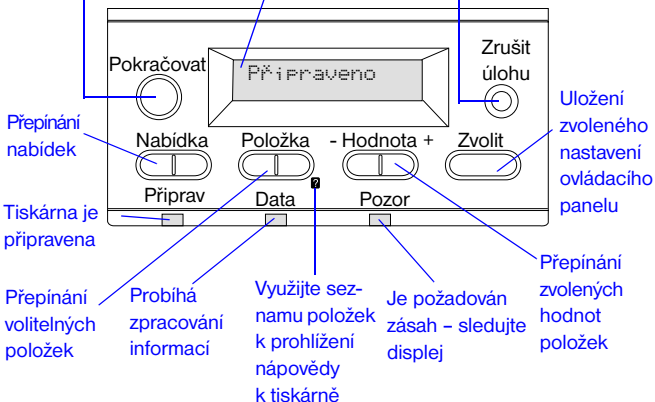 Zrušit
úlohu
Pokračovat
Připraveno
Uložení
zvoleného
nastavení
ovládacího
panelu
Přepínání
nabídek
Nabídka
Položka
- Hodnota +
Zvolit
?
Připrav
Data
Pozor
Tiskárna je
připravena
Přepínání
volitelných
položek
Probíhá
zpracování
informací
Využijte sez-
namu položek
k prohlížení
nápovědy
k tiskárně
Je požadován
zásah – sledujte
displej
Přepínání
zvolených
hodnot
položek